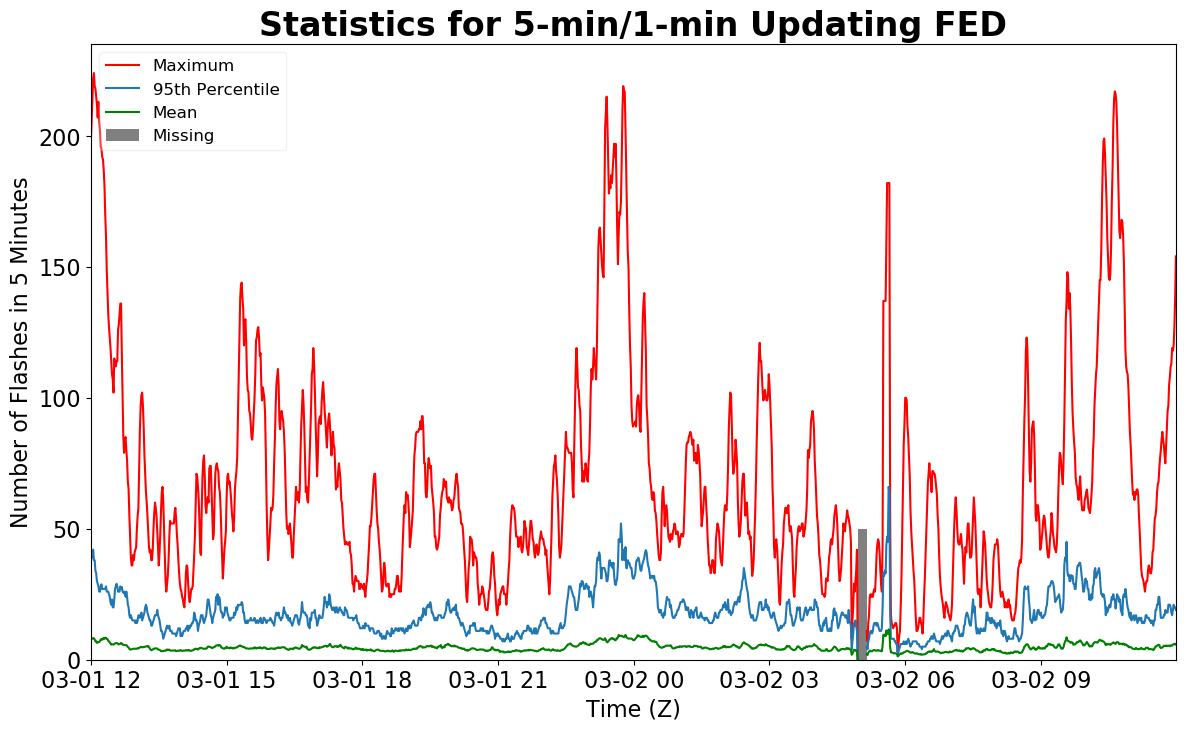 Statistics for 5-min/1-min Updating FED
Maximum
95th Percentile
Mean
Missing
Number of Flashes in 5 Minutes
200
150
100
50
0
03-01 12 03-01 15 03-01 18 03-01 21 03-02 00 03-02 03 03-02 06 03-02 09
Time (Z)